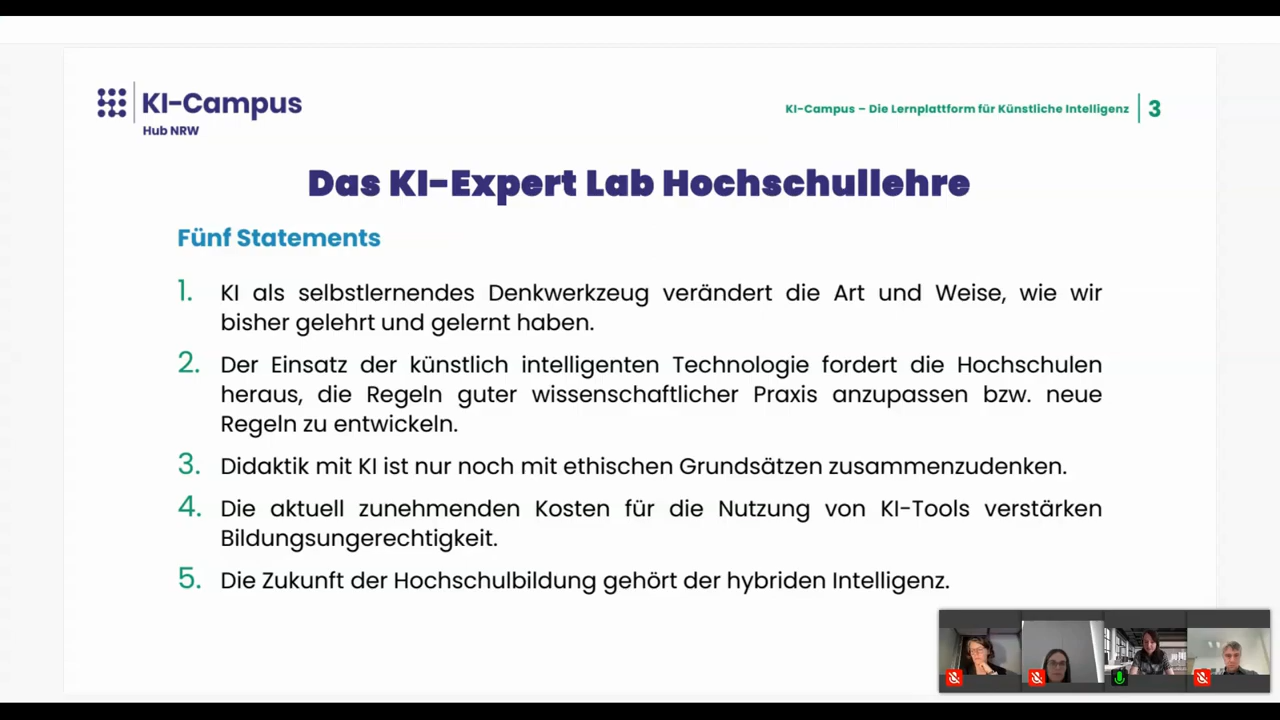 KI-Campus
Hub NRW
KI-Campus – Die Lernplattform für Künstliche Intelligenz
3
Das KI-Expert Lab Hochschullehre
Fünf Statements
1. KI als selbstlernendes Denkwerkzeug verändert die Art und Weise, wie wir
bisher gelehrt und gelernt haben.
2. Der Einsatz der künstlich intelligenten Technologie fordert die Hochschulen
heraus, die Regeln guter wissenschaftlicher Praxis anzupassen bzw. neue
Regeln zu entwickeln.
3. Didaktik mit KI ist nur noch mit ethischen Grundsätzen zusammenzudenken.
4. Die aktuell zunehmenden Kosten für die Nutzung von KI-Tools verstärken
Bildungsungerechtigkeit.
5. Die Zukunft der Hochschulbildung gehört der hybriden Intelligenz.